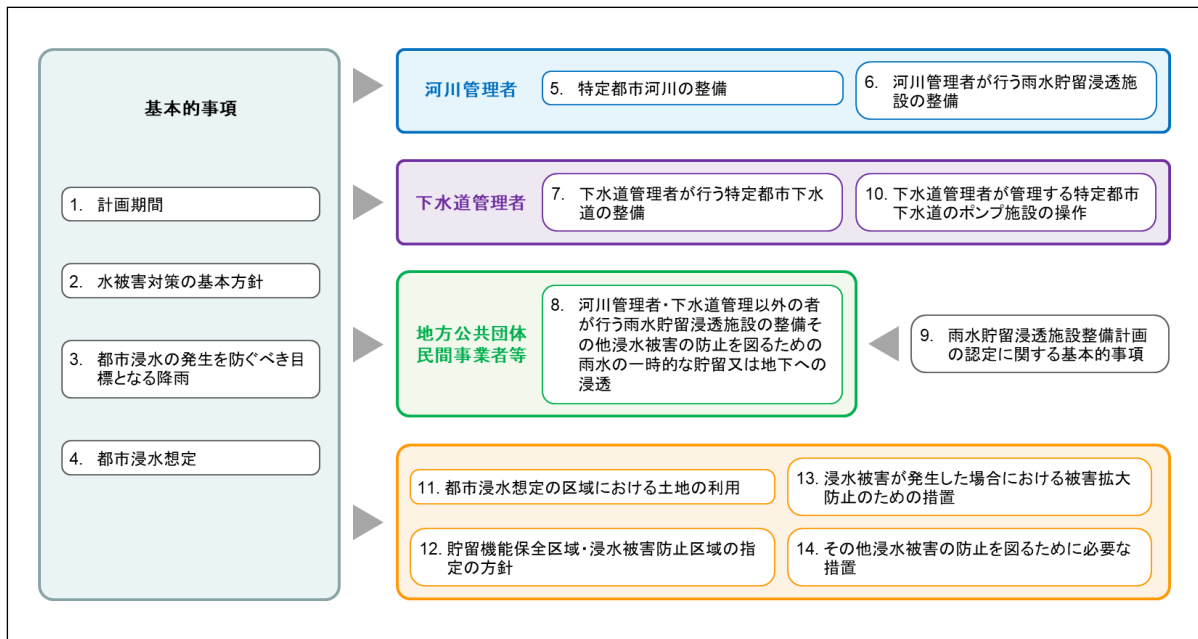 基本的事項
1. 計画期間
2. 水被害対策の基本方針
3. 都市浸水の発生を防ぐべき目
標となる降雨
4. 都市浸水想定
河川管理者
5. 特定都市河川の整備
6. 河川管理者が行う雨水貯留浸透施
設の整備
下水道管理者
7. 下水道管理者が行う特定都市下水
道の整備
10. 下水道管理者が管理する特定都市
下水道のポンプ施設の操作
地方公共団体
民間事業者等
8. 河川管理者・下水道管理以外の者
が行う雨水貯留浸透施設の整備そ
の他浸水被害の防止を図るための
雨水の一時的な貯留又は地下への
浸透
9. 雨水貯留浸透施設整備計画
の認定に関する基本的事項
11. 都市浸水想定の区域における土地の利用
12. 貯留機能保全区域・浸水被害防止区域の指
定の方針
13. 浸水被害が発生した場合における被害拡大
防止のための措置
14. その他浸水被害の防止を図るために必要な
措置